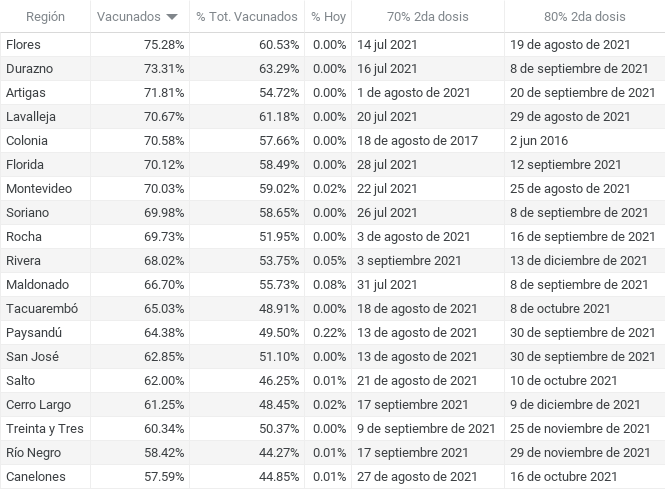 Región Vacunados % Tot. Vacunados % Hoy 70% 2da dosis 80% 2da dosis
Flores 75.28% 60.53% 0.00% 14 jul 2021 19 de agosto de 2021
Durazno 73.31% 63.29% 0.00% 16 jul 2021 8 de septiembre de 2021
Artigas 71.81% 54.72% 0.00% 1 de agosto de 2021 20 de septiembre de 2021
Lavalleja 70.67% 61.18% 0.00% 20 jul 2021 29 de agosto de 2021
Colonia 70.58% 57.66% 0.00% 18 de agosto de 2017 2 jun 2016
Florida 70.12% 58.49% 0.00% 28 jul 2021 12 septiembre 2021
Montevideo 70.03% 59.02% 0.02% 22 jul 2021 25 de agosto de 2021
Soriano 69.98% 58.65% 0.00% 26 jul 2021 8 de septiembre de 2021
Rocha 69.73% 51.95% 0.00% 3 de agosto de 2021 16 de septiembre de 2021
Rivera 68.02% 53.75% 0.05% 3 septiembre 2021 13 de diciembre de 2021
Maldonado 66.70% 55.73% 0.08% 31 jul 2021 8 de septiembre de 2021
Tacuarembó 65.03% 48.91% 0.00% 18 de agosto de 2021 8 de octubre 2021
Paysandú 64.38% 49.50% 0.22% 13 de agosto de 2021 30 de septiembre de 2021
San José 62.85% 51.10% 0.00% 13 de agosto de 2021 30 de septiembre de 2021
Salto 62.00% 46.25% 0.01% 21 de agosto de 2021 10 de octubre 2021
Cerro Largo 61.25% 48.45% 0.02% 17 septiembre 2021 9 de diciembre de 2021
Treinta y Tres 60.34% 50.37% 0.00% 9 de septiembre de 2021 25 de noviembre de 2021
Río Negro 58.42% 44.27% 0.01% 17 septiembre 2021 29 de noviembre de 2021
Canelones 57.59% 44.85% 0.01% 27 de agosto de 2021 16 de octubre 2021